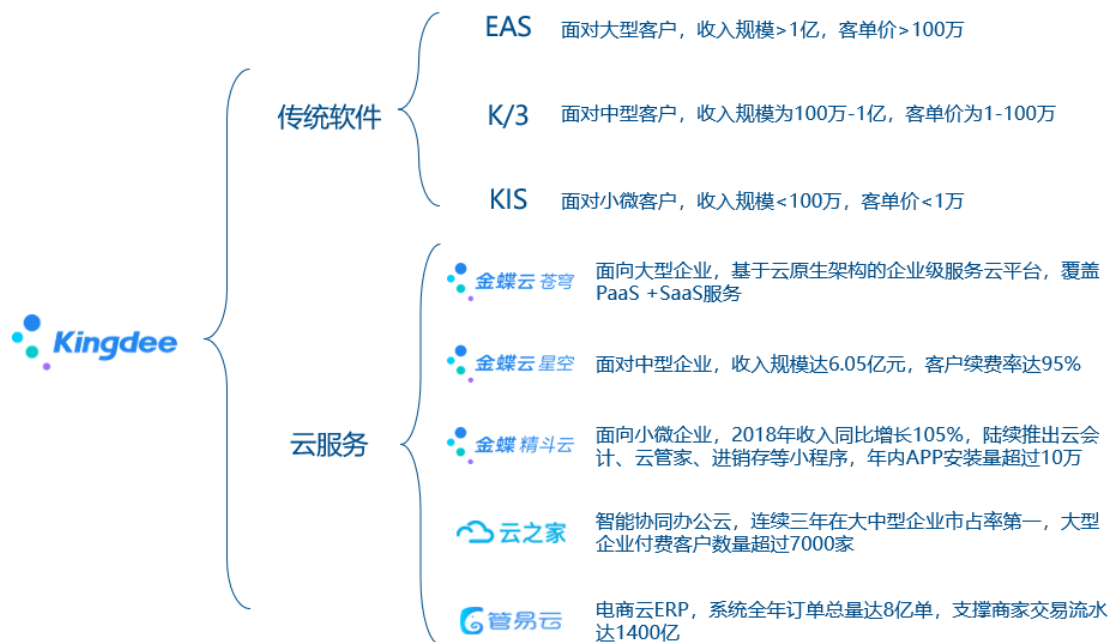 EAS 面对大型客户，收入规模>1亿，客单价>100万
传统软件
K/3 面对中型客户，收入规模为100万-1亿，客单价为1-100万
KIS 面对小微客户，收入规模<100万，客单价<1万
Kingdee
云服务
金蝶云 苍穹
面向大型企业，基于云原生架构的企业级服务云平台，覆盖
PaaS +SaaS服务
金蝶云 星空
面对中型企业，收入规模达6.05亿元，客户续费率达95%
金蝶 精斗云
面向小微企业，2018年收入同比增长105%，陆续推出云会
计、云管家、进销存等小程序，年内APP安装量超过10万
云之家
智能协同办公云，连续三年在大中型企业市占率第一，大型
企业付费客户数量超过7000家
管易云
电商云ERP，系统全年订单总量达8亿单，支撑商家交易流水
达1400亿